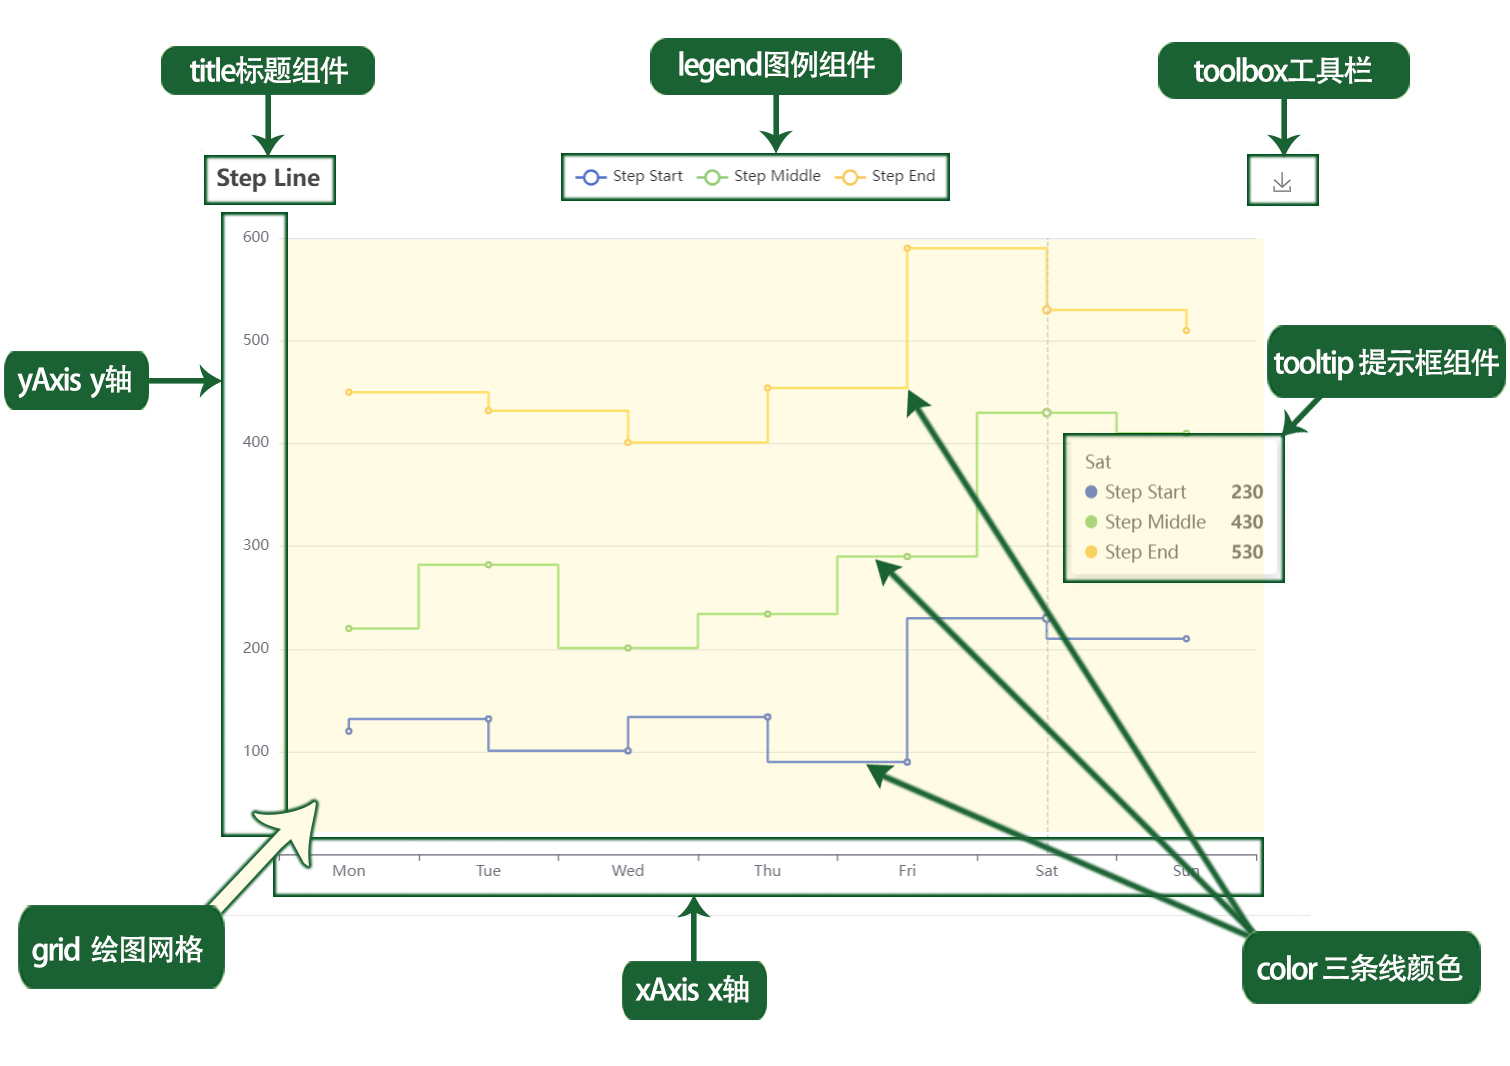 title标题组件
legend图例组件
toolbox工具栏
Step Line
Step Start
Step Middle
Step End
600
500
400
300
200
100
yAxis y轴
tooltip 提示框组件
Sat
Step Start 230
Step Middle 430
Step End 530
Mon
Tue
Wed
Thu
Fri
Sat
Sun
grid 绘图网格
xAxis x轴
color 三条线颜色